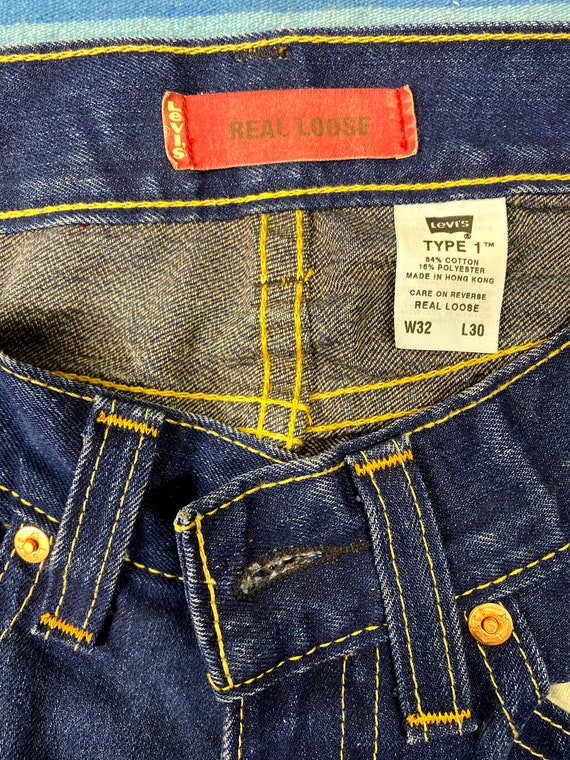 Levi's
REAL LOOSE
Levi's
®
TYPE 1™
84% COTTON
16% POLYESTER
MADE IN HONG KONG
CARE ON REVERSE
REAL LOOSE
W32 L30